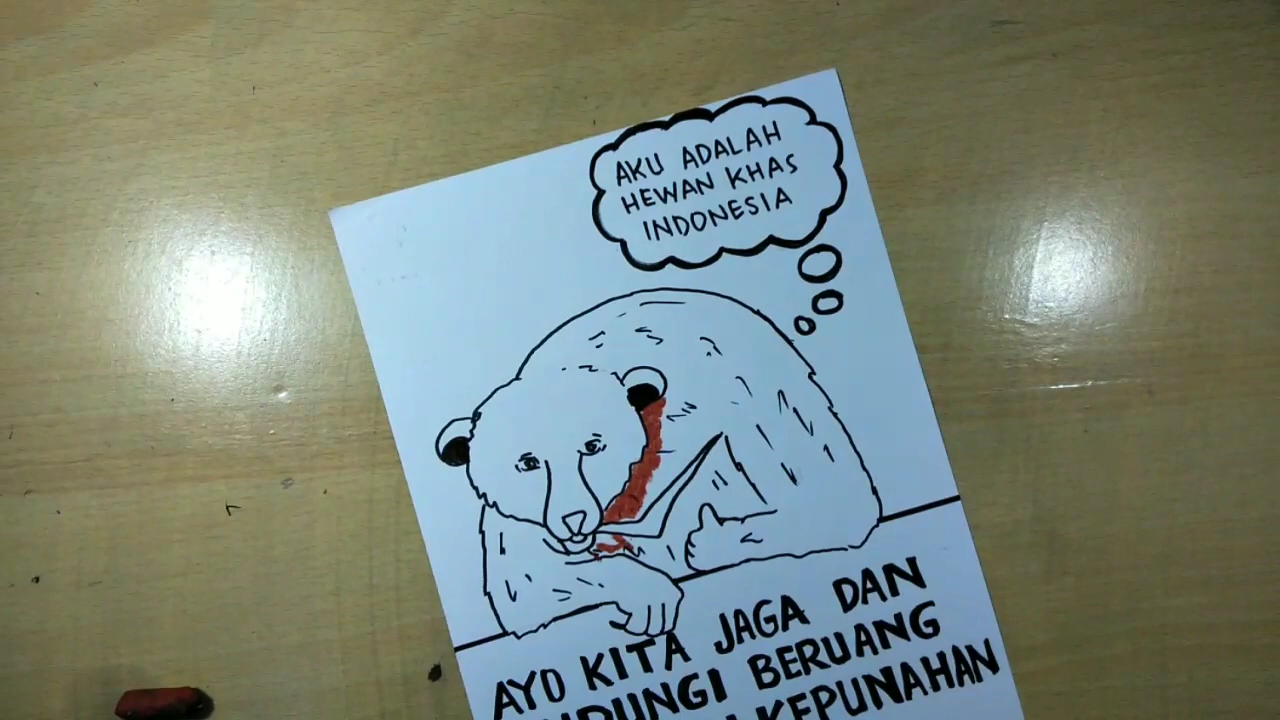 AKU ADALAH
HEWAN KHAS
INDONESIA
AYO KITA JAGA DAN
BERUANG
KEPUNAHAN